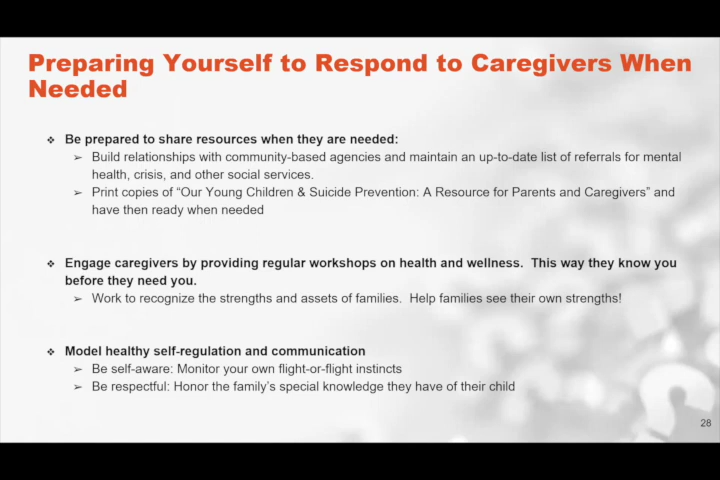 Preparing Yourself to Respond to Caregivers When
Needed
❖ Be prepared to share resources when they are needed:
➢ Build relationships with community-based agencies and maintain an up-to-date list of referrals for mental
health, crisis, and other social services.
➢ Print copies of “Our Young Children & Suicide Prevention: A Resource for Parents and Caregivers” and
have then ready when needed
❖ Engage caregivers by providing regular workshops on health and wellness. This way they know you
before they need you.
➢ Work to recognize the strengths and assets of families. Help families see their own strengths!
❖ Model healthy self-regulation and communication
➢ Be self-aware: Monitor your own flight-or-flight instincts
➢ Be respectful: Honor the family’s special knowledge they have of their child
28